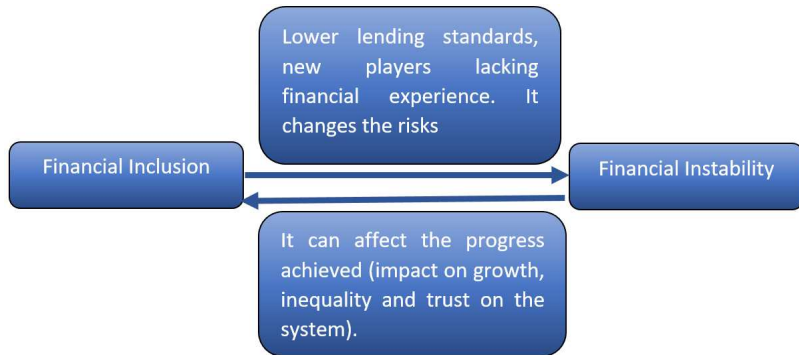 Lower lending standards,
new players lacking
financial experience. It
changes the risks
Financial Inclusion
Financial Instability
It can affect the progress
achieved (impact on growth,
inequality and trust on the
system).